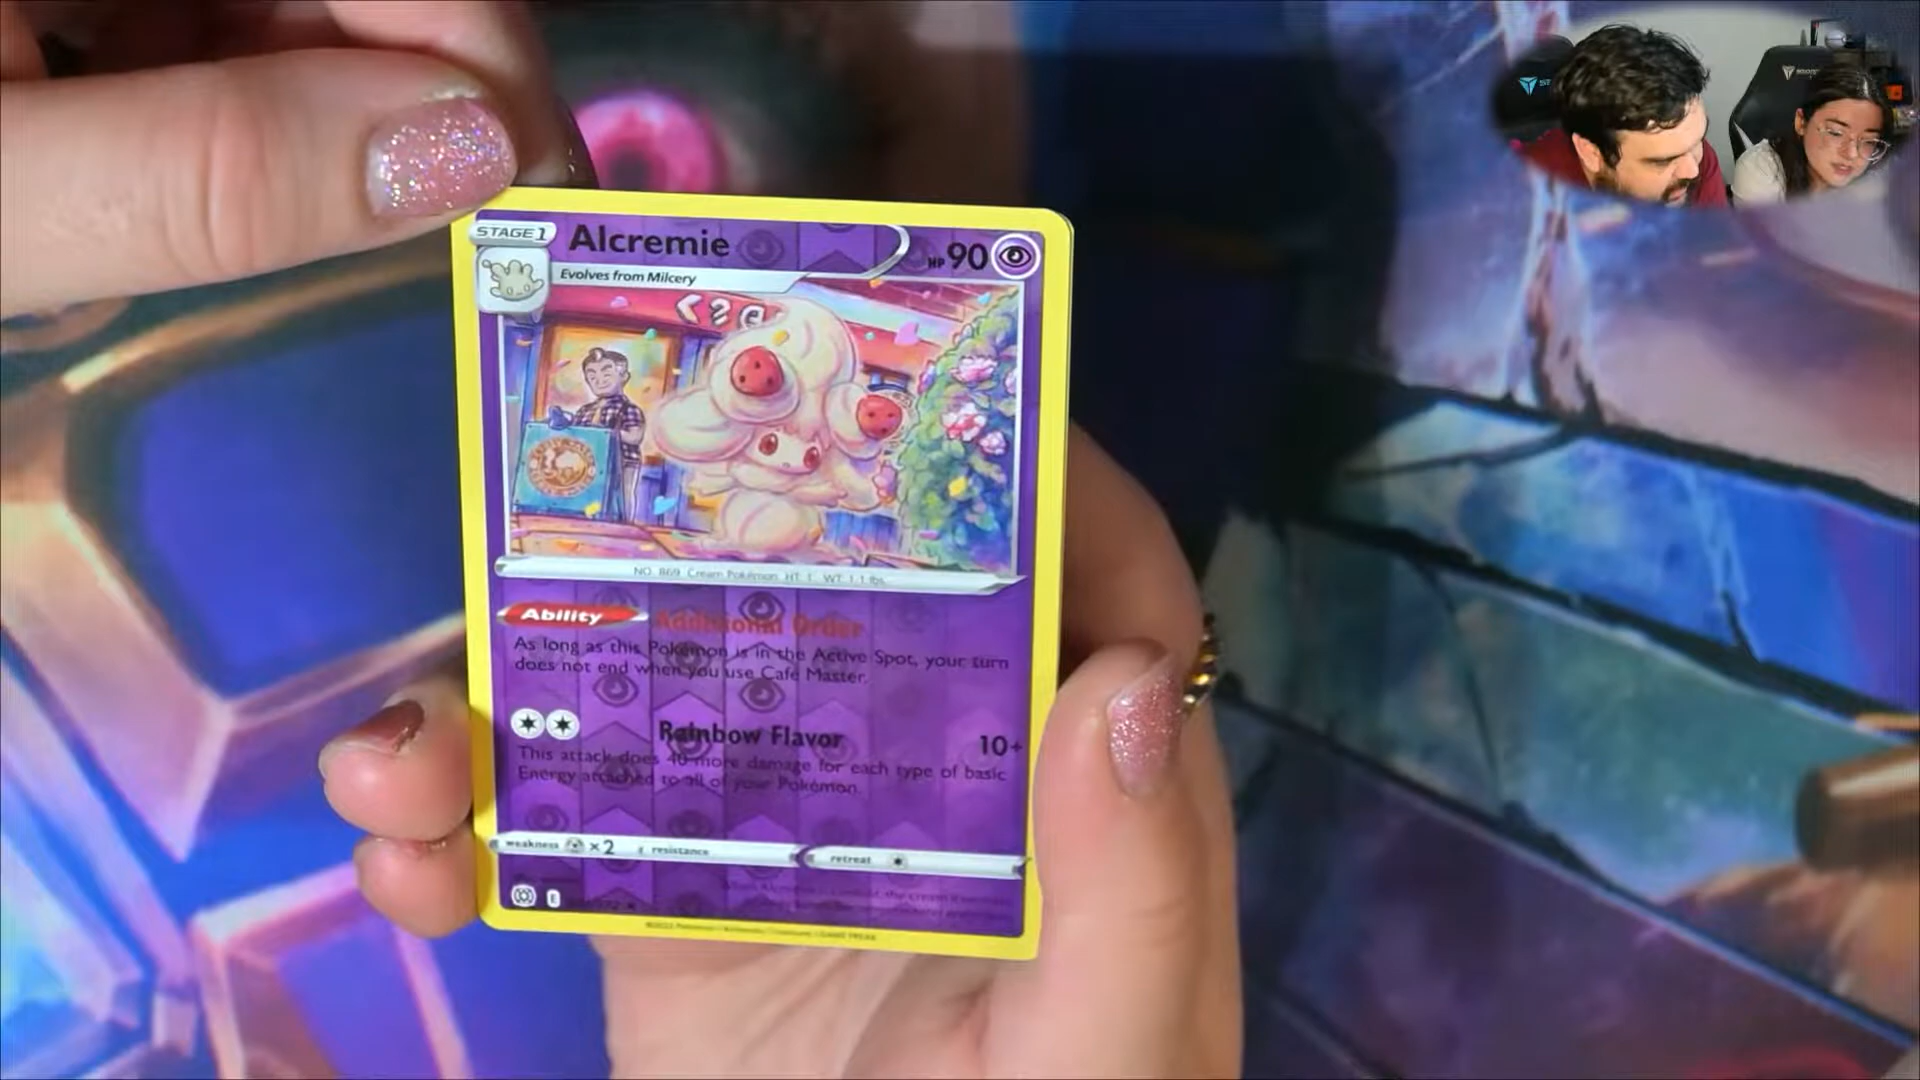 STAGE 1
Alcremie
HP 90
Evolves from Milcery
NO. 869 Cream Pokémon HT: 1 WT: 1.1 lbs.
Ability Additional Order
As long as this Pokémon is in the Active Spot, your turn
does not end when you use Café Master.
Rainbow Flavor 10+
This attack does 40 more damage for each type of basic
Energy attached to all of your Pokémon.
weakness ×2 resistance retreat
E